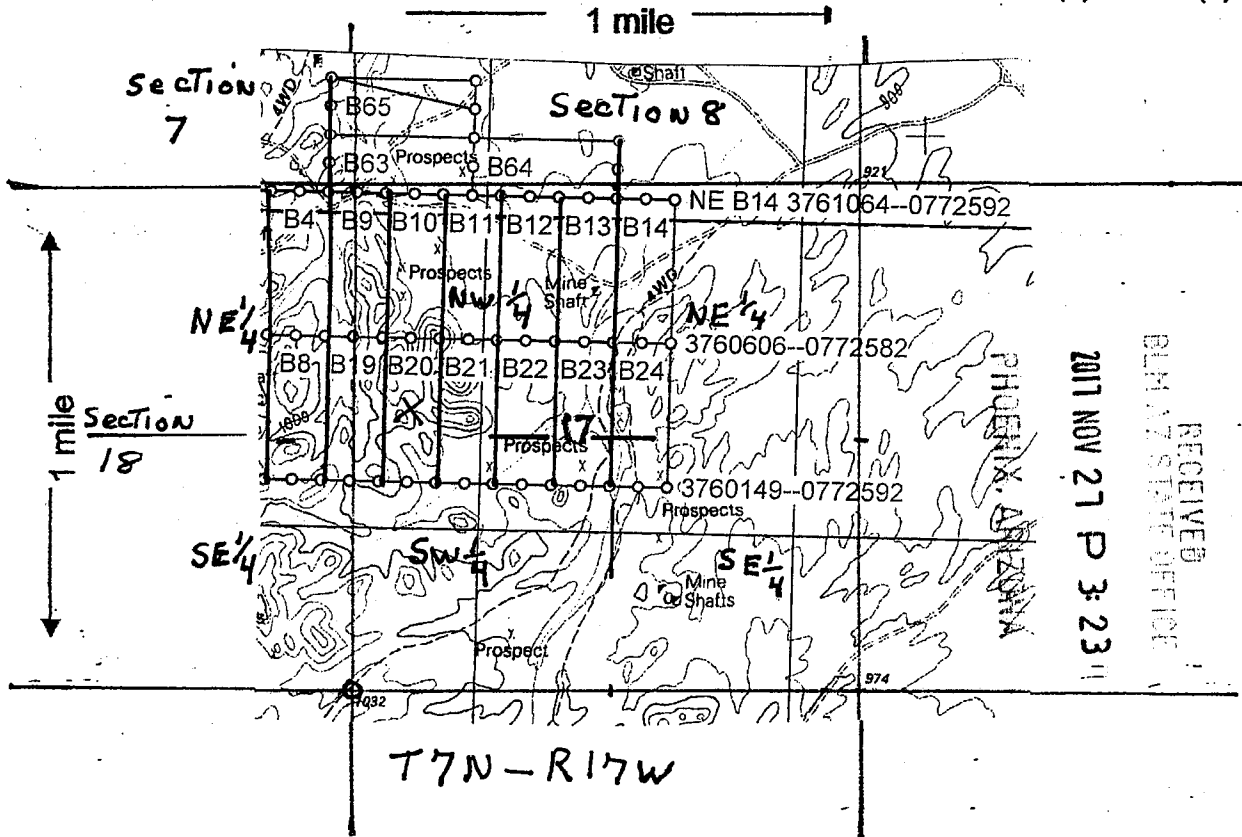 1 mile
Section
7
4WD
B65
Shaft
Section 8
900
B63
Prospects
B64
921
B4
B9
B10
B11
B12
B13
B14
NE B14 3761064--0772592
1 mile
Prospects
Mine
Shaft
4WD
NE 1/4
NW 1/4
NE 1/4
3760606--0772582
B8
B19
B20
B21
B22
B23
B24
Section
18
1000
X
17
Prospects
3760149--0772592
Prospects
SE 1/4
SW 1/4
SE 1/4
Mine
Shafts
Prospect
974
1032
T7N-R17W
RECEIVED
BLM AZ STATE OFFICE
2017 NOV 27 P 3:23
PHOENIX, ARIZONA